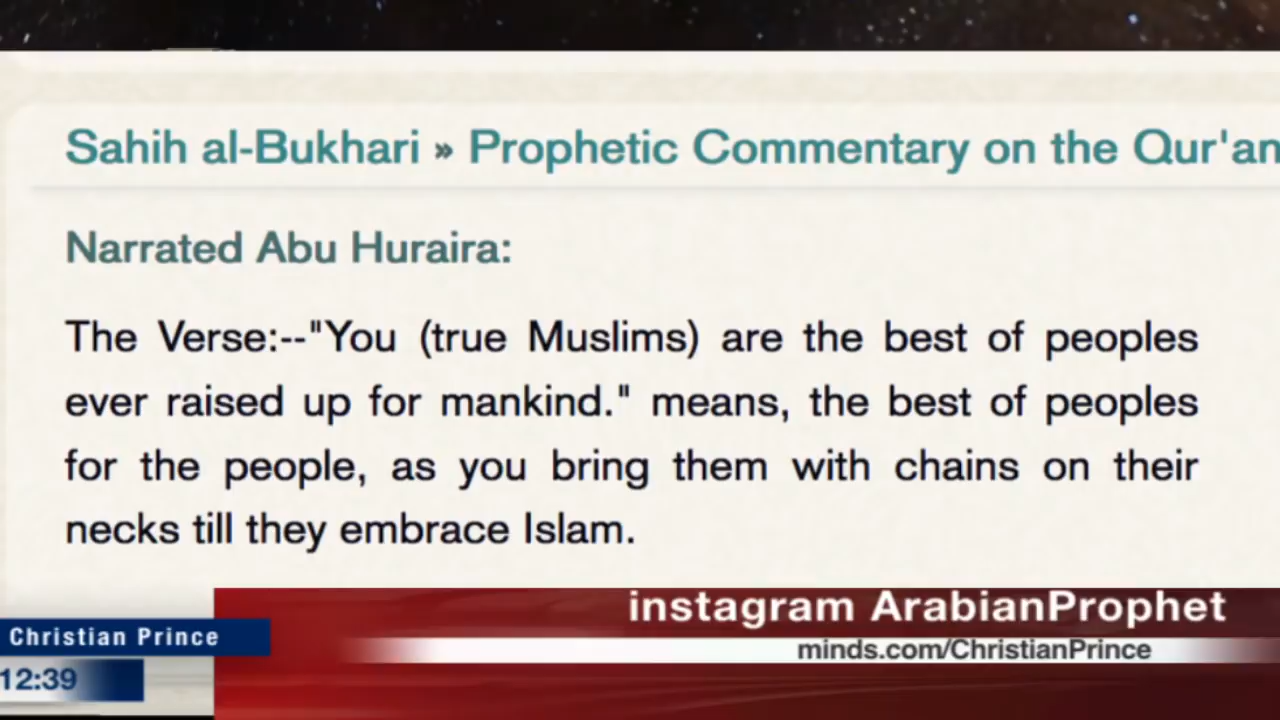 Sahih al-Bukhari » Prophetic Commentary on the Qur'an
Narrated Abu Huraira:
The Verse:--"You (true Muslims) are the best of peoples
ever raised up for mankind." means, the best of peoples
for the people, as you bring them with chains on their
necks till they embrace Islam.
instagram ArabianProphet
Christian Prince
minds.com/ChristianPrince
12:39